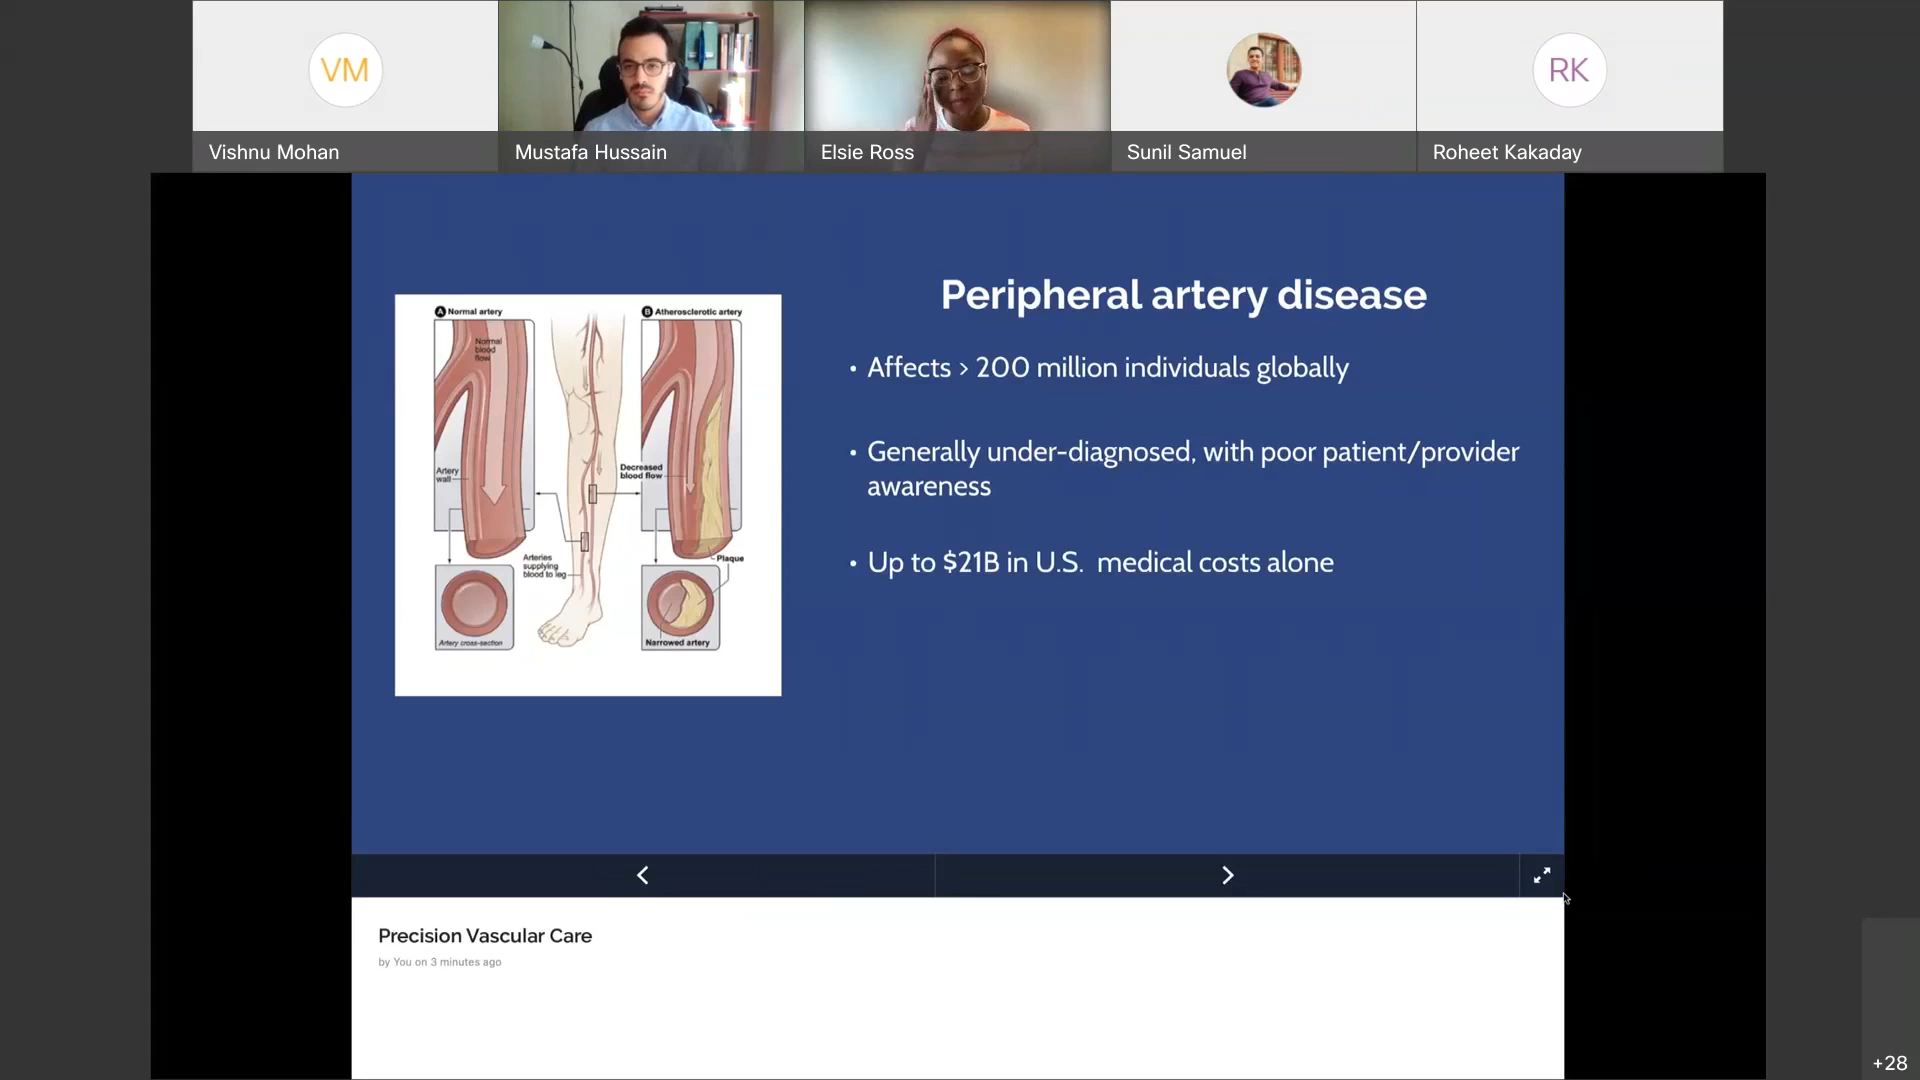 VM
RK
Vishnu Mohan
Mustafa Hussain
Elsie Ross
Sunil Samuel
Roheet Kakaday
Peripheral artery disease
• Affects > 200 million individuals globally
• Generally under-diagnosed, with poor patient/provider
awareness
• Up to $21B in U.S. medical costs alone
A Normal artery
Normal
blood
flow
Artery
wall
Artery cross-section
Arteries
supplying
blood to leg
B Atherosclerotic artery
Decreased
blood flow
Plaque
Narrowed artery
Precision Vascular Care
by You on 3 minutes ago
+28